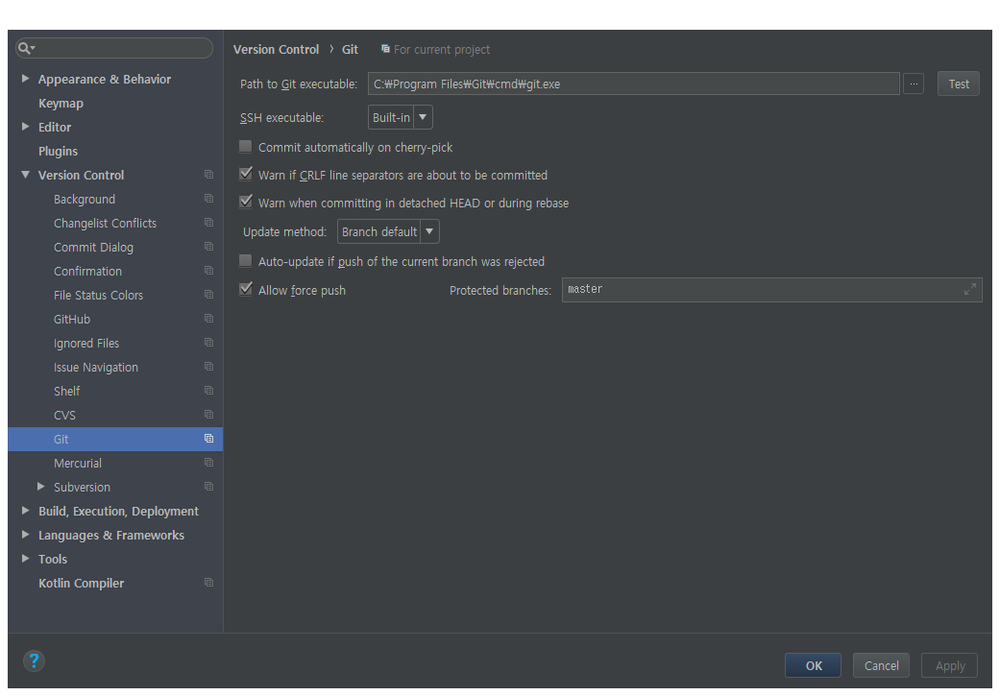 Appearance & Behavior
Keymap
Editor
Plugins
Version Control
Background
Changelist Conflicts
Commit Dialog
Confirmation
File Status Colors
GitHub
Ignored Files
Issue Navigation
Shelf
CVS
Git
Mercurial
Subversion
Build, Execution, Deployment
Languages & Frameworks
Tools
Kotlin Compiler
Version Control › Git For current project
Path to Git executable: C:₩Program Files₩Git₩cmd₩git.exe ... Test
SSH executable: Built-in
Commit automatically on cherry-pick
Warn if CRLF line separators are about to be committed
Warn when committing in detached HEAD or during rebase
Update method: Branch default
Auto-update if push of the current branch was rejected
Allow force push Protected branches: master
? OK Cancel Apply